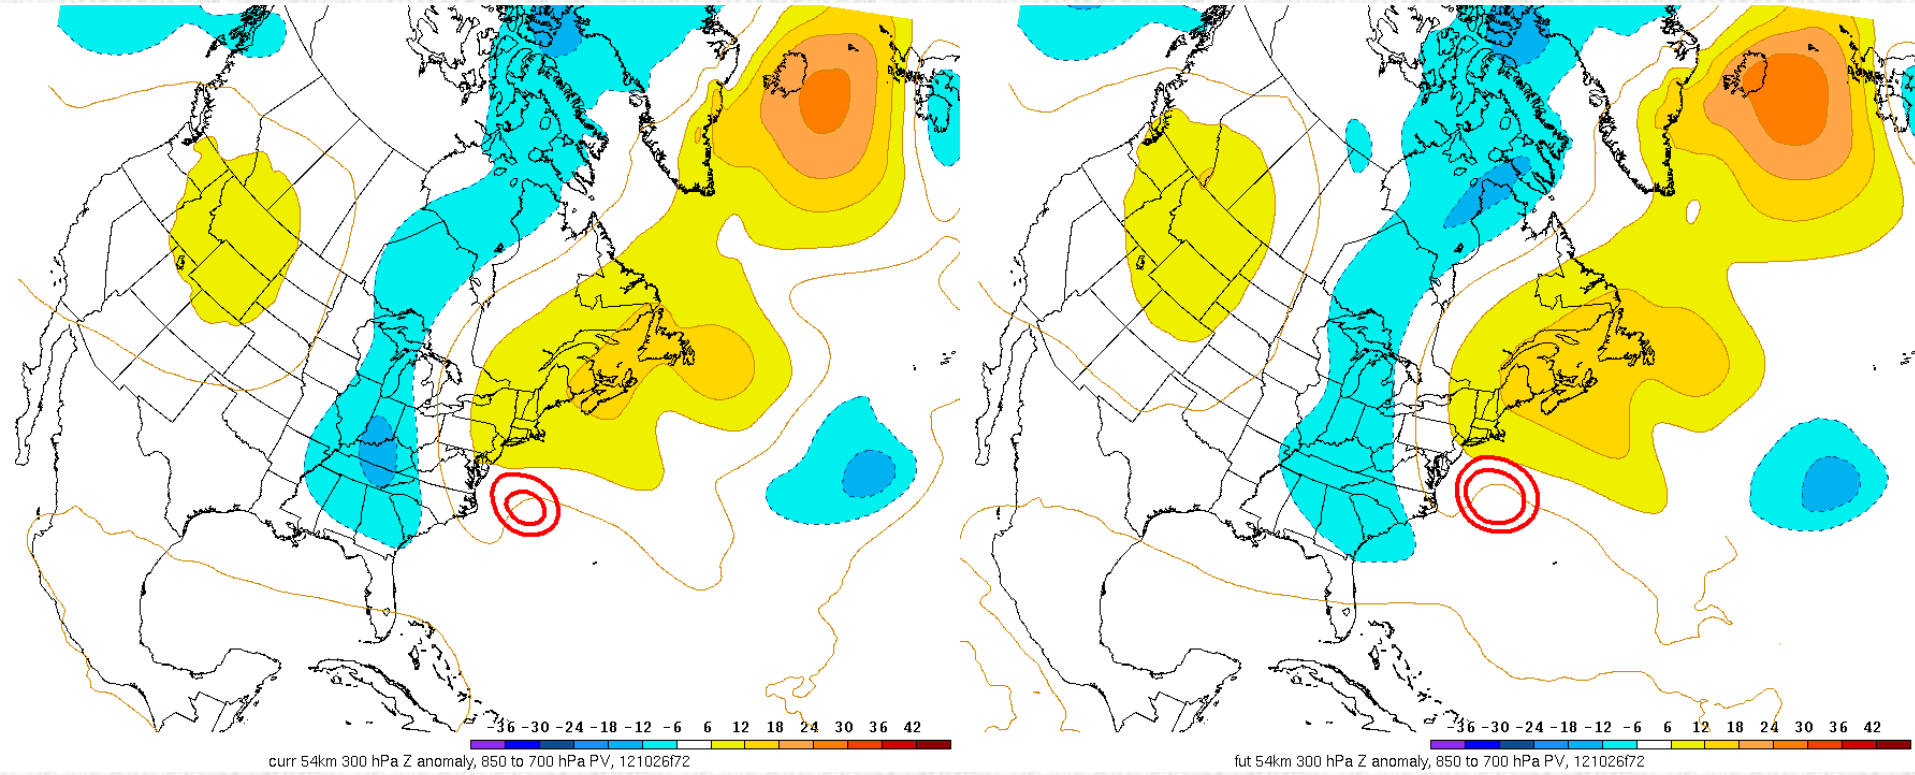 -36 -30 -24 -18 -12 -6 6 12 18 24 30 36 42
curr 54km 300 hPa Z anomaly, 850 to 700 hPa PV, 121026f72
-36 -30 -24 -18 -12 -6 6 12 18 24 30 36 42
fut 54km 300 hPa Z anomaly, 850 to 700 hPa PV, 121026f72